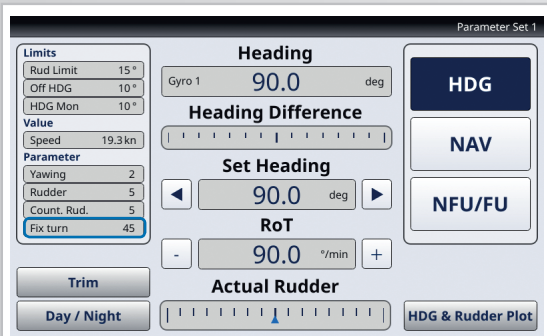 Parameter Set 1
Limits
Rud Limit 15°
Off HDG 10°
HDG Mon 10°
Value
Speed 19.3 kn
Parameter
Yawing 2
Rudder 5
Count. Rud. 5
Fix turn 45
Trim
Day / Night
Heading
Gyro 1 90.0 deg
Heading Difference
Set Heading
90.0 deg
RoT
- 90.0 °/min +
Actual Rudder
HDG
NAV
NFU/FU
HDG & Rudder Plot